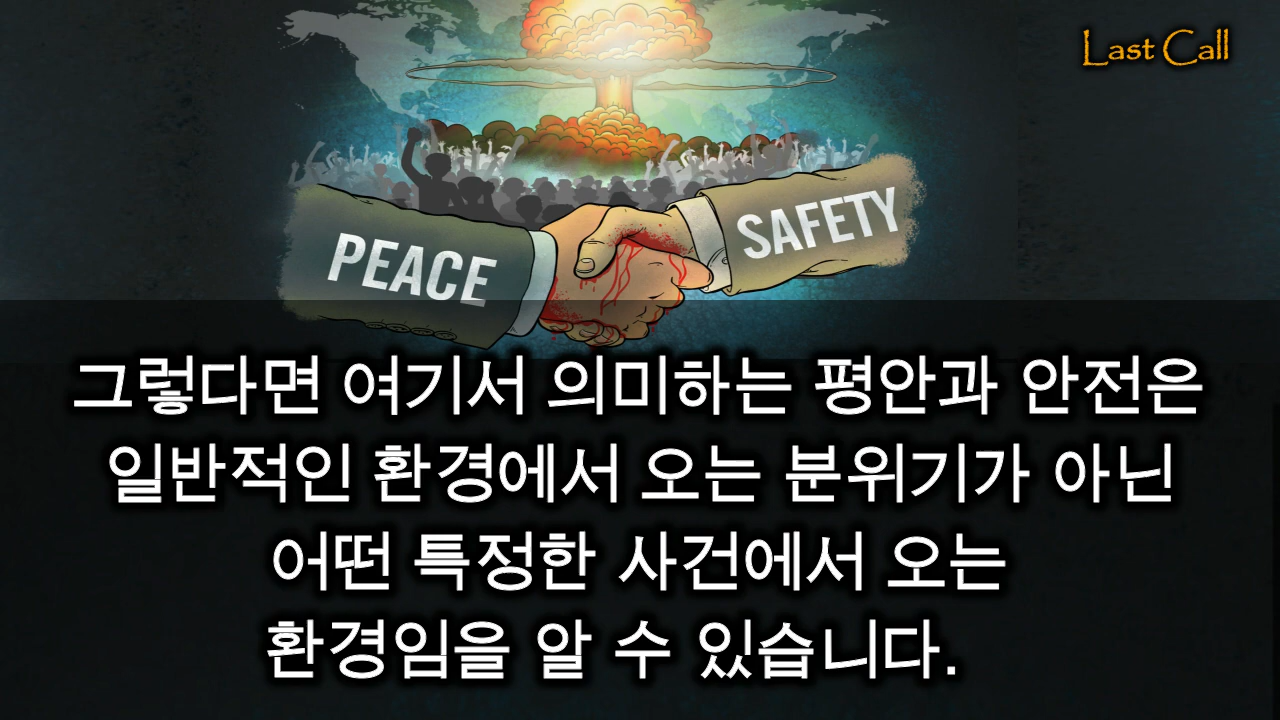 Last Call
PEACE
SAFETY
그렇다면 여기서 의미하는 평안과 안전은
일반적인 환경에서 오는 분위기가 아닌
어떤 특정한 사건에서 오는
환경임을 알 수 있습니다.